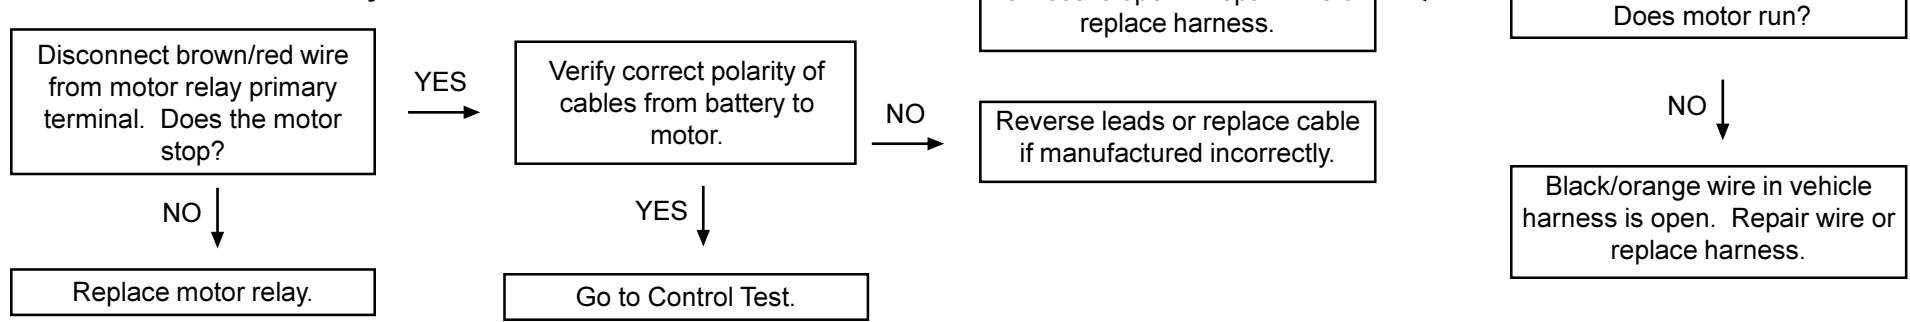 replace harness.
Does motor run?
Disconnect brown/red wire
from motor relay primary
terminal.  Does the motor
stop?
YES
Verify correct polarity of
cables from battery to
motor.
NO
Reverse leads or replace cable
if manufactured incorrectly.
NO
Black/orange wire in vehicle
harness is open.  Repair wire or
replace harness.
NO
Replace motor relay.
YES
Go to Control Test.